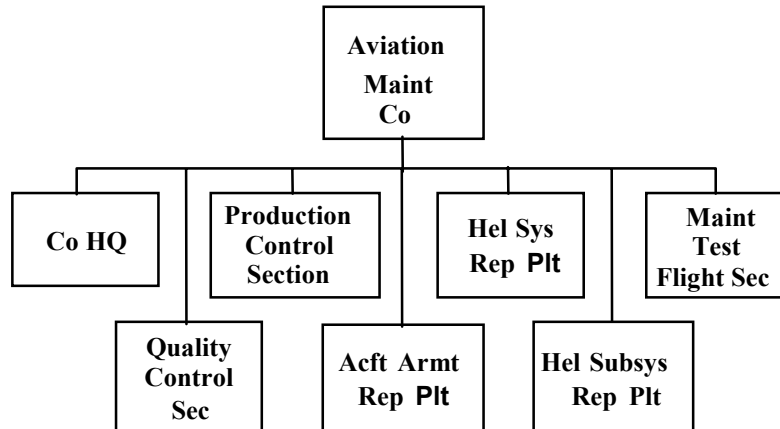 Aviation
Maint
Co
Co HQ
Production
Control
Section
Hel Sys
Rep Plt
Maint
Test
Flight Sec
Quality
Control
Sec
Acft Armt
Rep Plt
Hel Subsys
Rep Plt